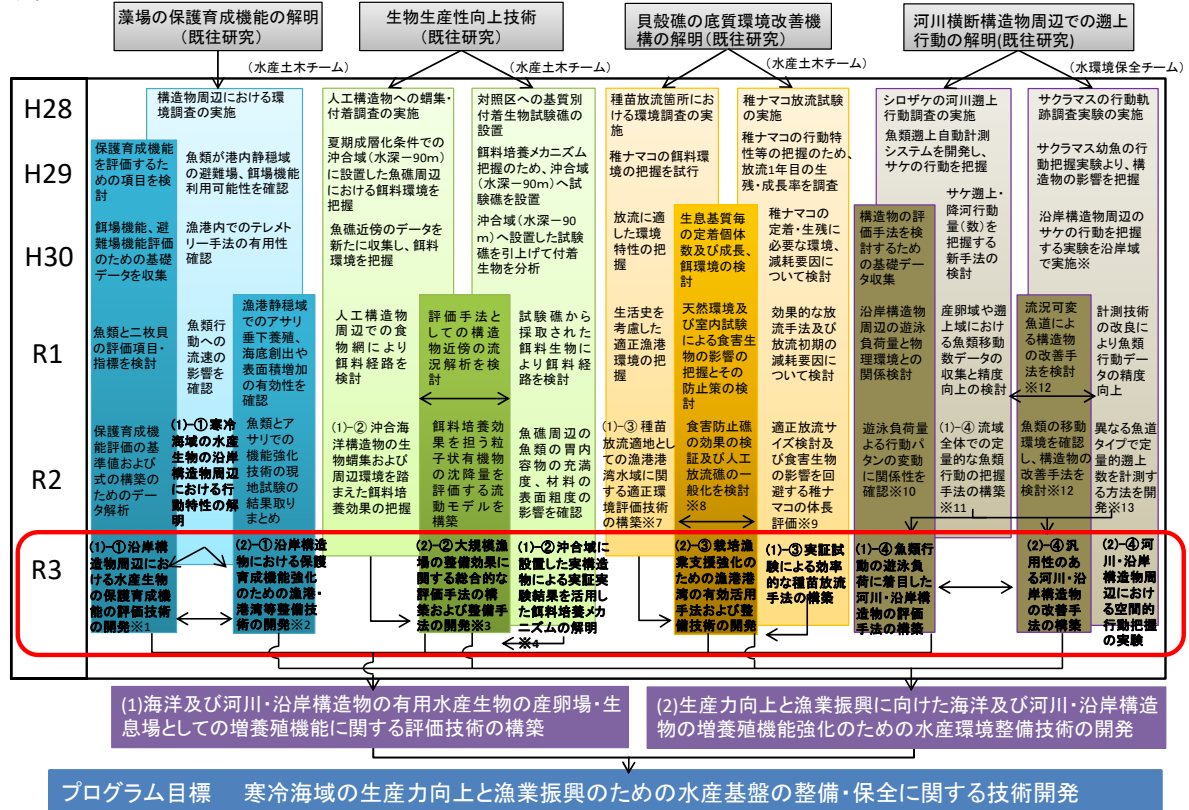 藻場の保護育成機能の解明
(既往研究)
生物生産性向上技術
(既往研究)
貝殻礁の底質環境改善機
構の解明(既往研究)
河川横断構造物周辺での遡上
行動の解明(既往研究)
(水産土木チーム)
(水産土木チーム)
(水産土木チーム)
(水環境保全チーム)
H28
構造物周辺における環
境調査の実施
人工構造物への蝟集・
付着調査の実施
対照区への基質別
付着生物試験礁の
設置
種苗放流箇所にお
ける環境調査の実
施
稚ナマコ放流試験
の実施
シロザケの河川遡上
行動調査の実施
サクラマスの行動軌
跡調査実験の実施
H29
保護育成機能
を評価するた
めの項目を検
討
魚類が港内静穏域
の避難場、餌場機能
利用可能性を確認
夏期成層化条件での
沖合域(水深-90m)
に設置した魚礁周
辺における餌料環境を
把握
餌料培養メカニズム
把握のため、沖合域
(水深-90m)へ試
験礁を設置
稚ナマコの餌料環
境の把握を試行
稚ナマコの行動特
性等の把握のため、
放流1年目の生
残・成長率を調査
魚類遡上自動計測
システムを開発し、
サケの行動を把握
サクラマス幼魚の行
動把握実験より、構
造物の影響を把握
H30
餌場機能、避
難場機能評価
のための基礎
データを収集
漁港内でのテレメト
リー手法の有用性
確認
魚礁近傍のデータを
新たに収集し、餌料
環境を把握
沖合域(水深-90
m)へ設置した試験
礁を引上げて付着
生物を分析
放流に適
した環境
特性の把
握
生息基質毎
の定着個体
数及び成長、
餌環境の検
討
稚ナマコの
定着・生残に
必要な環境、
減耗要因に
ついて検討
構造物の評
価手法を検
討するため
の基礎デー
タ収集
サケ遡上・
降河行動
量(数)を
把握する
新手法の
検討
沿岸構造物周辺の
サケの行動を把握
する実験を沿岸域
で実施※
R1
魚類と二枚貝
の評価項目・
指標を検討
魚類行
動への
流速の
影響を
確認
漁港静穏域
でのアサリ
垂下養殖、
海底創出や
表面積増加
の有効性を
確認
人工構造物
周辺での食
物網により
餌料経路を
検討
評価手法と
しての構造
物近傍の流
況解析を検
討
試験礁から
採取された
餌料生物に
より餌料経
路を検討
生活史を
考慮した
適正漁港
環境の把
握
天然環境及
び室内試験
による食害生
物の影響の
把握とその
防止策の検
討
効果的な放
流手法及び
放流初期の
減耗要因に
ついて検討
沿岸構造物
周辺の遊泳
負荷量と物
理環境との
関係検討
産卵域や遡
上域における
魚類移動
数データの
収集と精度
向上の検討
流況可変
魚道による
構造物の
改善手法
を検討
※12
計測技術
の改良によ
り魚類行動
データの精度
向上
R2
保護育成機
能評価の基
準値および
式の構築の
ためのデー
タ解析
(1)-①寒冷
海域の水産
生物の沿岸
構造物周辺
における行
動特性の解
明
魚類とア
サリでの
機能強化
技術の現
地試験の
結果取り
まとめ
(1)-② 沖合海
洋構造物の生
物蝟集および
周辺環境を踏
まえた餌料培
養効果の把握
餌料培養効
果を担う粒
子状有機物
の沈降量を
評価する流
動モデルを
構築
魚礁周辺の
魚類の胃内
容物の充満
度、材料の
表面粗度の
影響を確認
(1)-③ 種苗
放流適地とし
ての漁港港
湾水域に関
する適正環
境評価技術
の構築※7
食害防止礁
の効果の検
証及び人工
放流礁の一
般化を検討
※8
適正放流サ
イズ検討及
び食害生物
の影響を回
避する稚ナ
マコの体長
評価※9
遊泳負荷量
よる行動パ
タンの変動
に関係性を
確認※10
(1)-④ 流域
全体での定
量的な魚類
行動の把握
手法の構築
※11
魚類の移動
環境を確認
し、構造物の
改善手法を
検討※12
異なる魚道
タイプで定
量的遡上
数を計測す
る方法を開
発※13
R3
(1)-①沿岸構
造物周辺にお
ける水産生物
の保護育成機
能の評価技術
の開発※1
(2)-①沿岸構造
物における保護
育成機能強化
のための漁港・
港湾等整備技
術の開発※2
(2)-②大規模漁
場の整備効果に
関する総合的な
評価手法の構
築および整備手
法の開発※3
(1)-②沖合域に
設置した実構造
物による実証実
験結果を活用し
た餌料培養メカ
ニズムの解明
※4
(2)-③栽培漁
業支援強化の
ための漁港港
湾の有効活用
手法および整
備技術の開発
(1)-③実証試
験による効率的
な種苗放流
手法の構築
(1)-④魚類行
動の遊泳負
荷に着目した
河川・沿岸構
造物の評価
手法の構築
(2)-④ 汎
用性のあ
る河川・沿
岸構造物
の改善手
法の構築
(2)-④ 河
川・沿岸構
造物周辺に
おける空間的
行動把握の
実験
(1)海洋及び河川・沿岸構造物の有用水産生物の産卵場・生
息場としての増養殖機能に関する評価技術の構築
(2)生産力向上と漁業振興に向けた海洋及び河川・沿岸構造
物の増養殖機能強化のための水産環境整備技術の開発
プログラム目標 寒冷海域の生産力向上と漁業振興のための水産基盤の整備・保全に関する技術開発